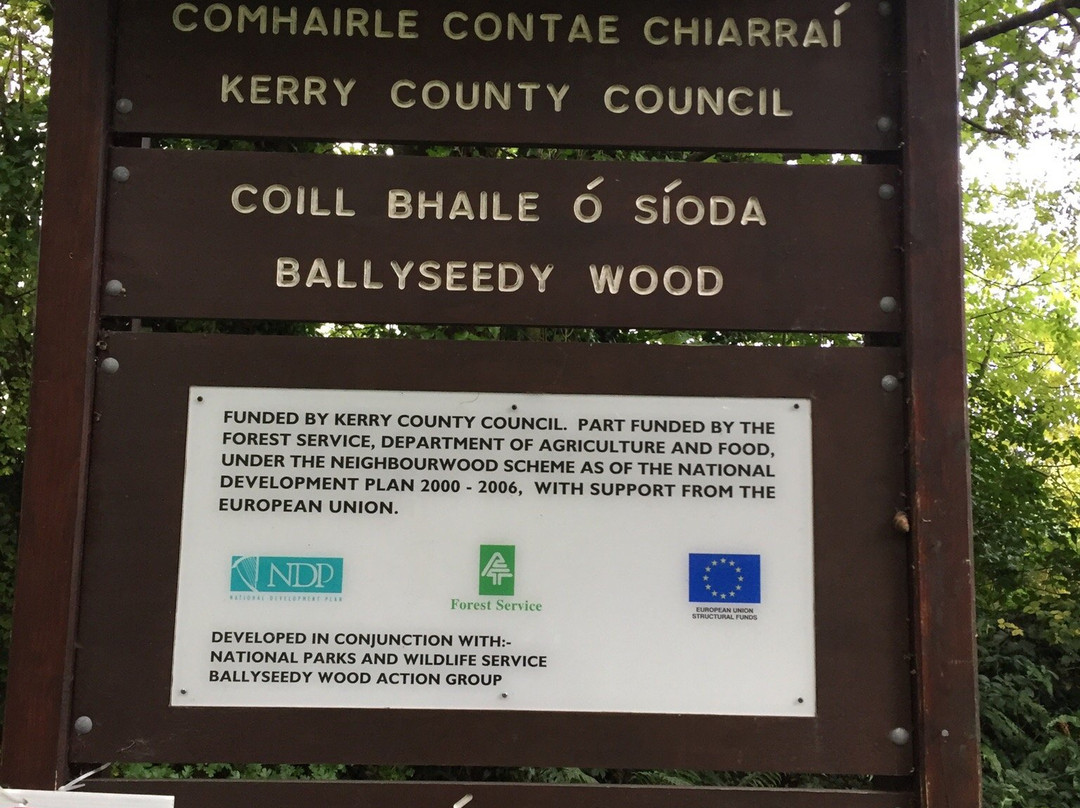 COMHAIRLE CONTAE CHIARRAÍ
KERRY COUNTY COUNCIL
COILL BHAILE Ó SÍODA
BALLYSEEDY WOOD
FUNDED BY KERRY COUNTY COUNCIL. PART FUNDED BY THE
FOREST SERVICE, DEPARTMENT OF AGRICULTURE AND FOOD,
UNDER THE NEIGHBOURWOOD SCHEME AS OF THE NATIONAL
DEVELOPMENT PLAN 2000 - 2006, WITH SUPPORT FROM THE
EUROPEAN UNION.
NDP
NATIONAL DEVELOPMENT PLAN
Forest Service
EUROPEAN UNION
STRUCTURAL FUNDS
DEVELOPED IN CONJUNCTION WITH:-
NATIONAL PARKS AND WILDLIFE SERVICE
BALLYSEEDY WOOD ACTION GROUP